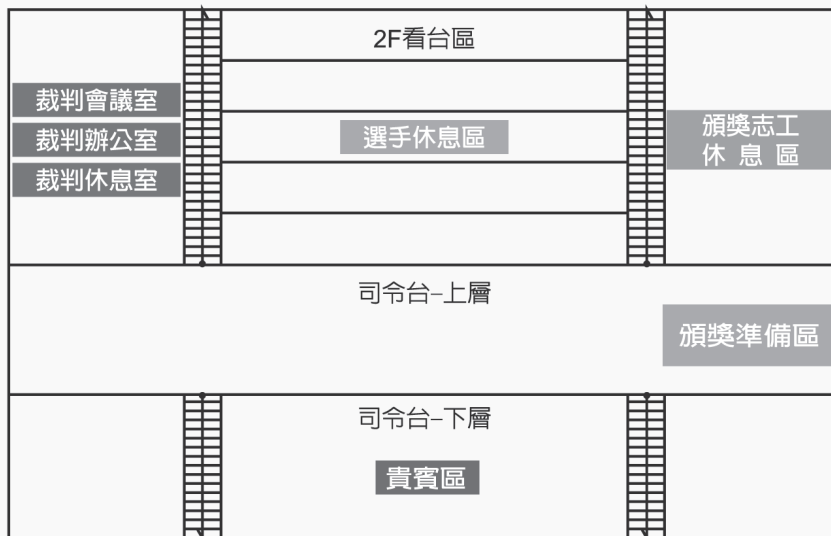 2F看台區
裁判會議室
裁判辦公室
裁判休息室
選手休息區
頒獎志工
休息區
司令台–上層
頒獎準備區
司令台–下層
貴賓區